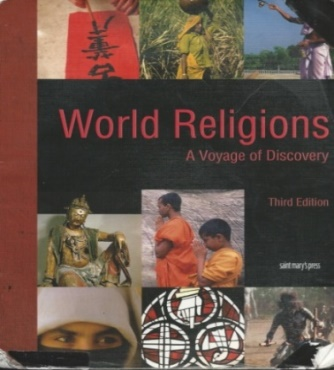 World Religions
A Voyage of Discovery
Third Edition
saint mary's press